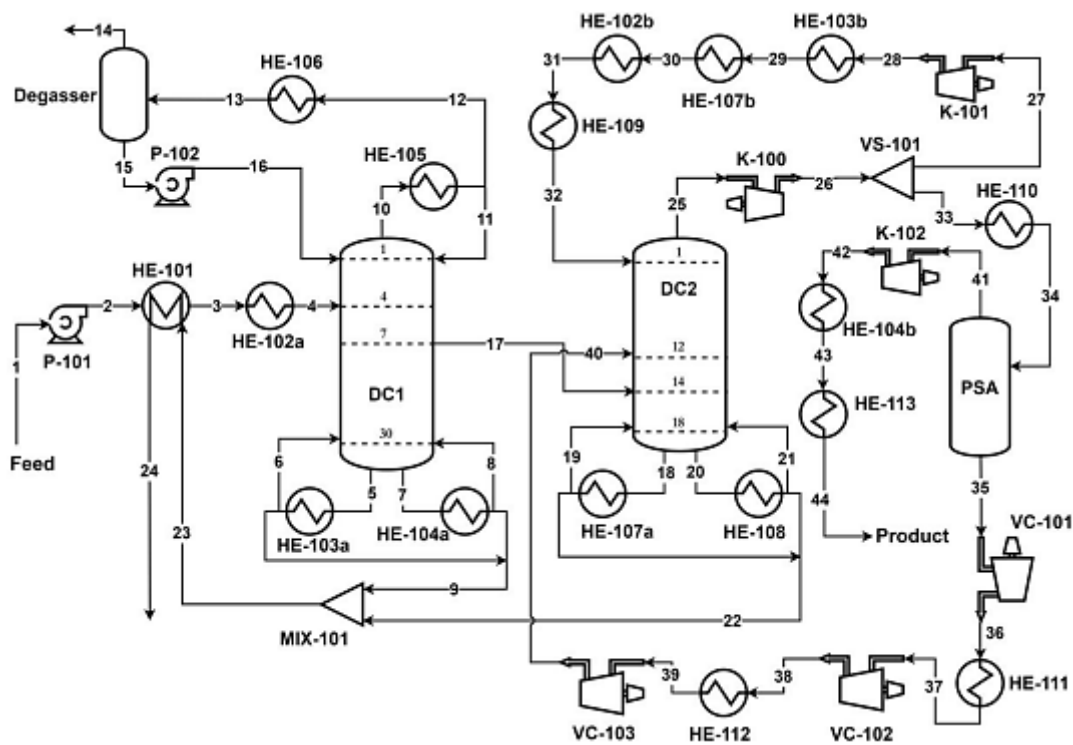 14
Degasser
HE-106
13
12
15
P-102
16
HE-105
10
11
HE-102b
HE-103b
31
30
29
28
HE-107b
K-101
27
HE-109
VS-101
K-100
26
32
25
33
HE-110
K-102
42
41
34
HE-101
2
3
4
P-101
HE-102a
1
Feed
1
4
7
DC1
30
17
40
1
DC2
12
14
18
HE-104b
43
PSA
HE-113
24
23
6
5
7
8
HE-103a
HE-104a
19
18
20
21
HE-107a
HE-108
44
Product
35
VC-101
9
MIX-101
22
36
HE-111
39
38
37
VC-103
HE-112
VC-102